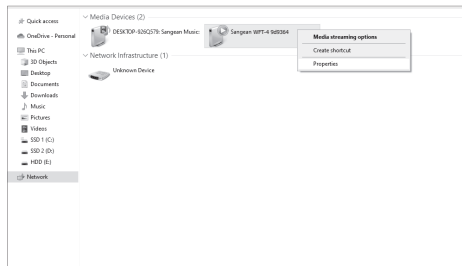 Quick access
OneDrive - Personal
This PC
3D Objects
Desktop
Documents
Downloads
Music
Pictures
Videos
SSD 1 (C:)
SSD 2 (D:)
HDD (E:)
Network
Media Devices (2)
DESKTOP-926Q579: Sangean Music:
Sangean WFT-4 9d9364
Network Infrastructure (1)
Unknown Device
Media streaming options
Create shortcut
Properties